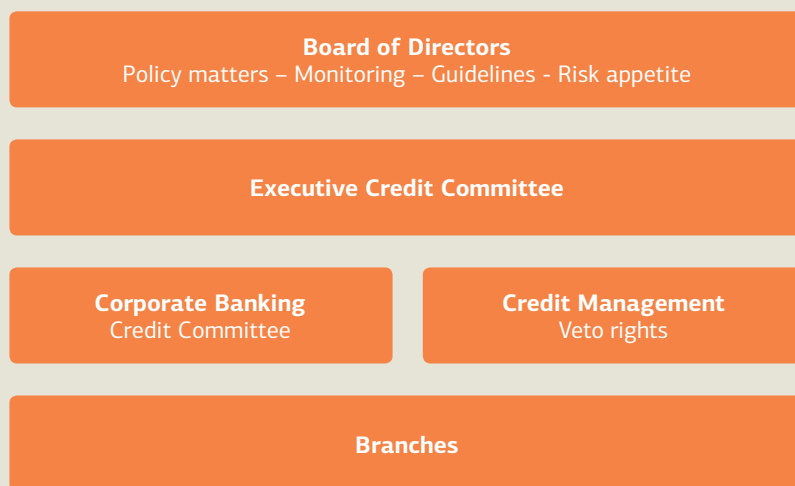 Board of Directors
Policy matters – Monitoring – Guidelines - Risk appetite
Executive Credit Committee
Corporate Banking
Credit Committee
Credit Management
Veto rights
Branches